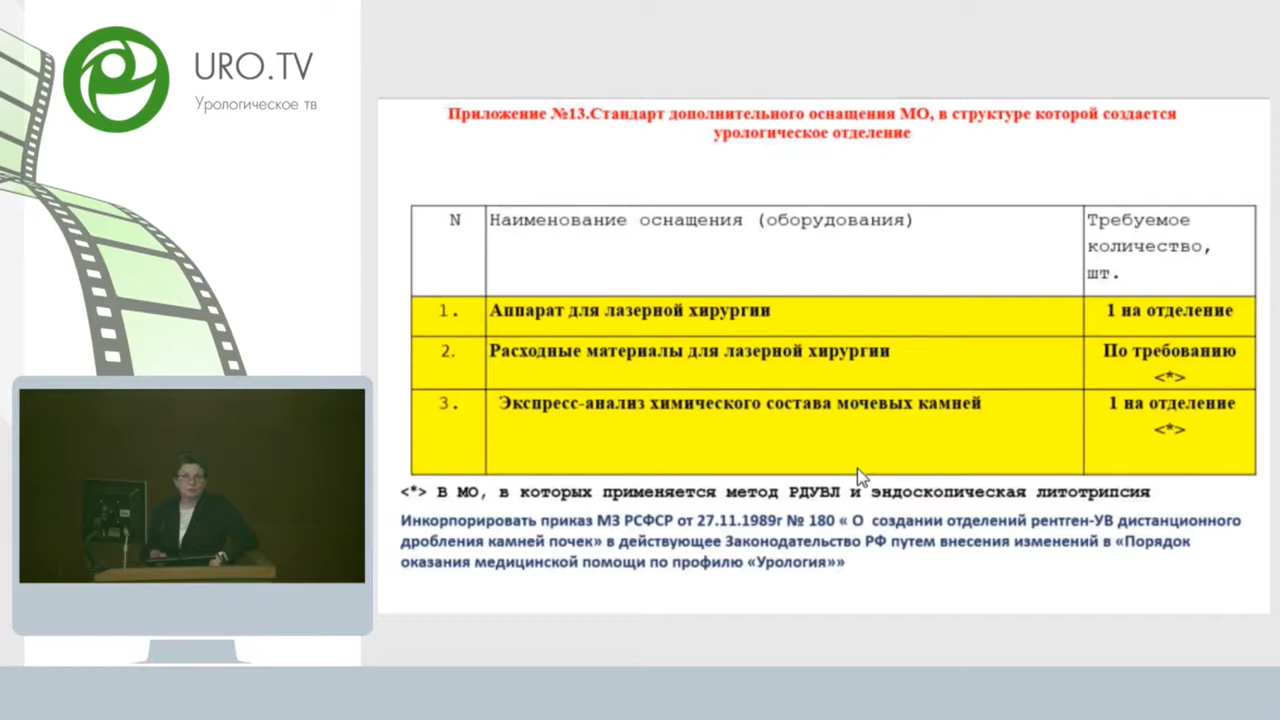 URO.TV
Урологическое тв
Приложение №13.Стандарт дополнительного оснащения МО, в структуре которой создается
урологическое отделение
N Наименование оснащения (оборудования) Требуемое
количество,
шт.
1. Аппарат для лазерной хирургии 1 на отделение
2. Расходные материалы для лазерной хирургии По требованию
<*>
3. Экспресс-анализ химического состава мочевых камней 1 на отделение
<*>
<*> В МО, в которых применяется метод РДУВЛ и эндоскопическая литотрипсия
Инкорпорировать приказ МЗ РСФСР от 27.11.1989г № 180 « О создании отделений рентген-УВ дистанционного
дробления камней почек» в действующее Законодательство РФ путем внесения изменений в «Порядок
оказания медицинской помощи по профилю «Урология»»